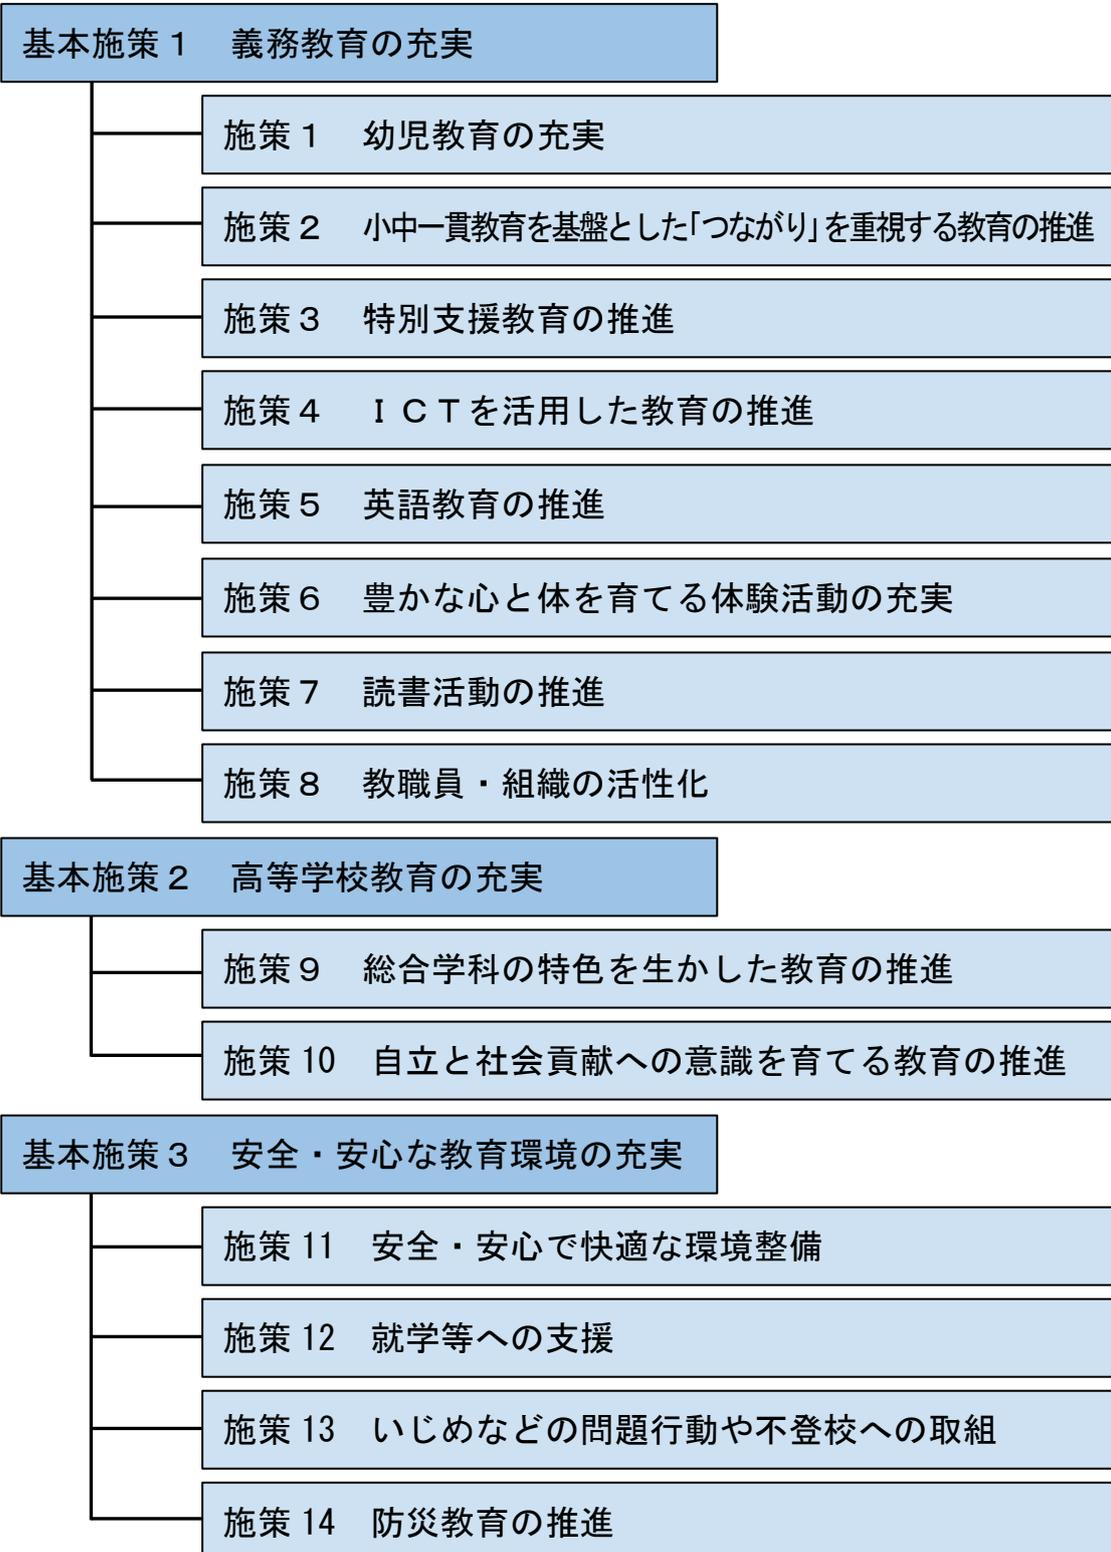 基本施策１　義務教育の充実
施策１　幼児教育の充実
施策２　小中一貫教育を基盤とした「つながり」を重視する教育の推進
施策３　特別支援教育の推進
施策４　ＩＣＴを活用した教育の推進
施策５　英語教育の推進
施策６　豊かな心と体を育てる体験活動の充実
施策７　読書活動の推進
施策８　教職員・組織の活性化
基本施策２　高等学校教育の充実
施策９　総合学科の特色を生かした教育の推進
施策10　自立と社会貢献への意識を育てる教育の推進
基本施策３　安全・安心な教育環境の充実
施策11　安全・安心で快適な環境整備
施策12　就学等への支援
施策13　いじめなどの問題行動や不登校への取組
施策14　防災教育の推進